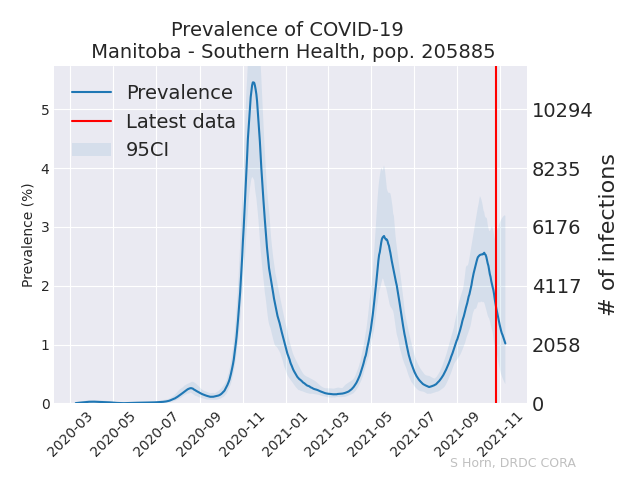 Prevalence of COVID-19
Manitoba - Southern Health, pop. 205885
Prevalence
Latest data
95CI
Prevalence (%)
5
4
3
2
1
0
10294
8235
6176
4117
2058
0
# of infections
2020-03
2020-05
2020-07
2020-09
2020-11
2021-01
2021-03
2021-05
2021-07
2021-09
2021-11
S Horn, DRDC CORA